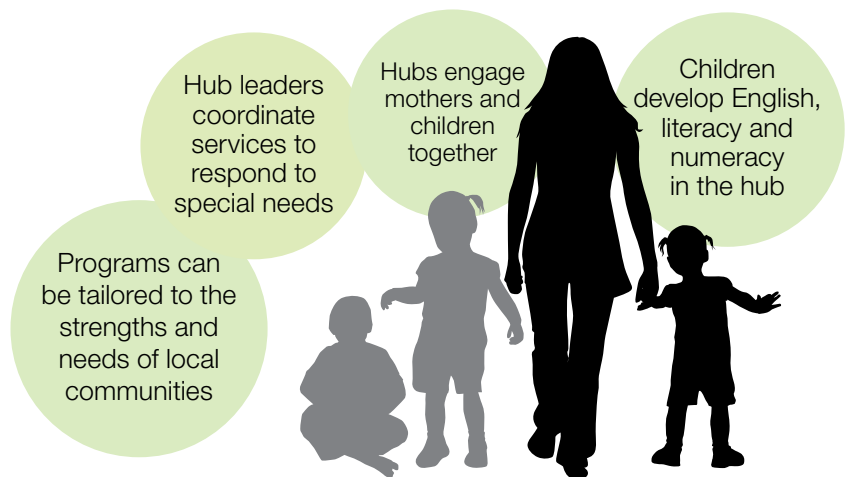 Programs can
be tailored to the
strengths and
needs of local
communities
Hub leaders
coordinate
services to
respond to
special needs
Hubs engage
mothers and
children
together
Children
develop English,
literacy and
numeracy
in the hub